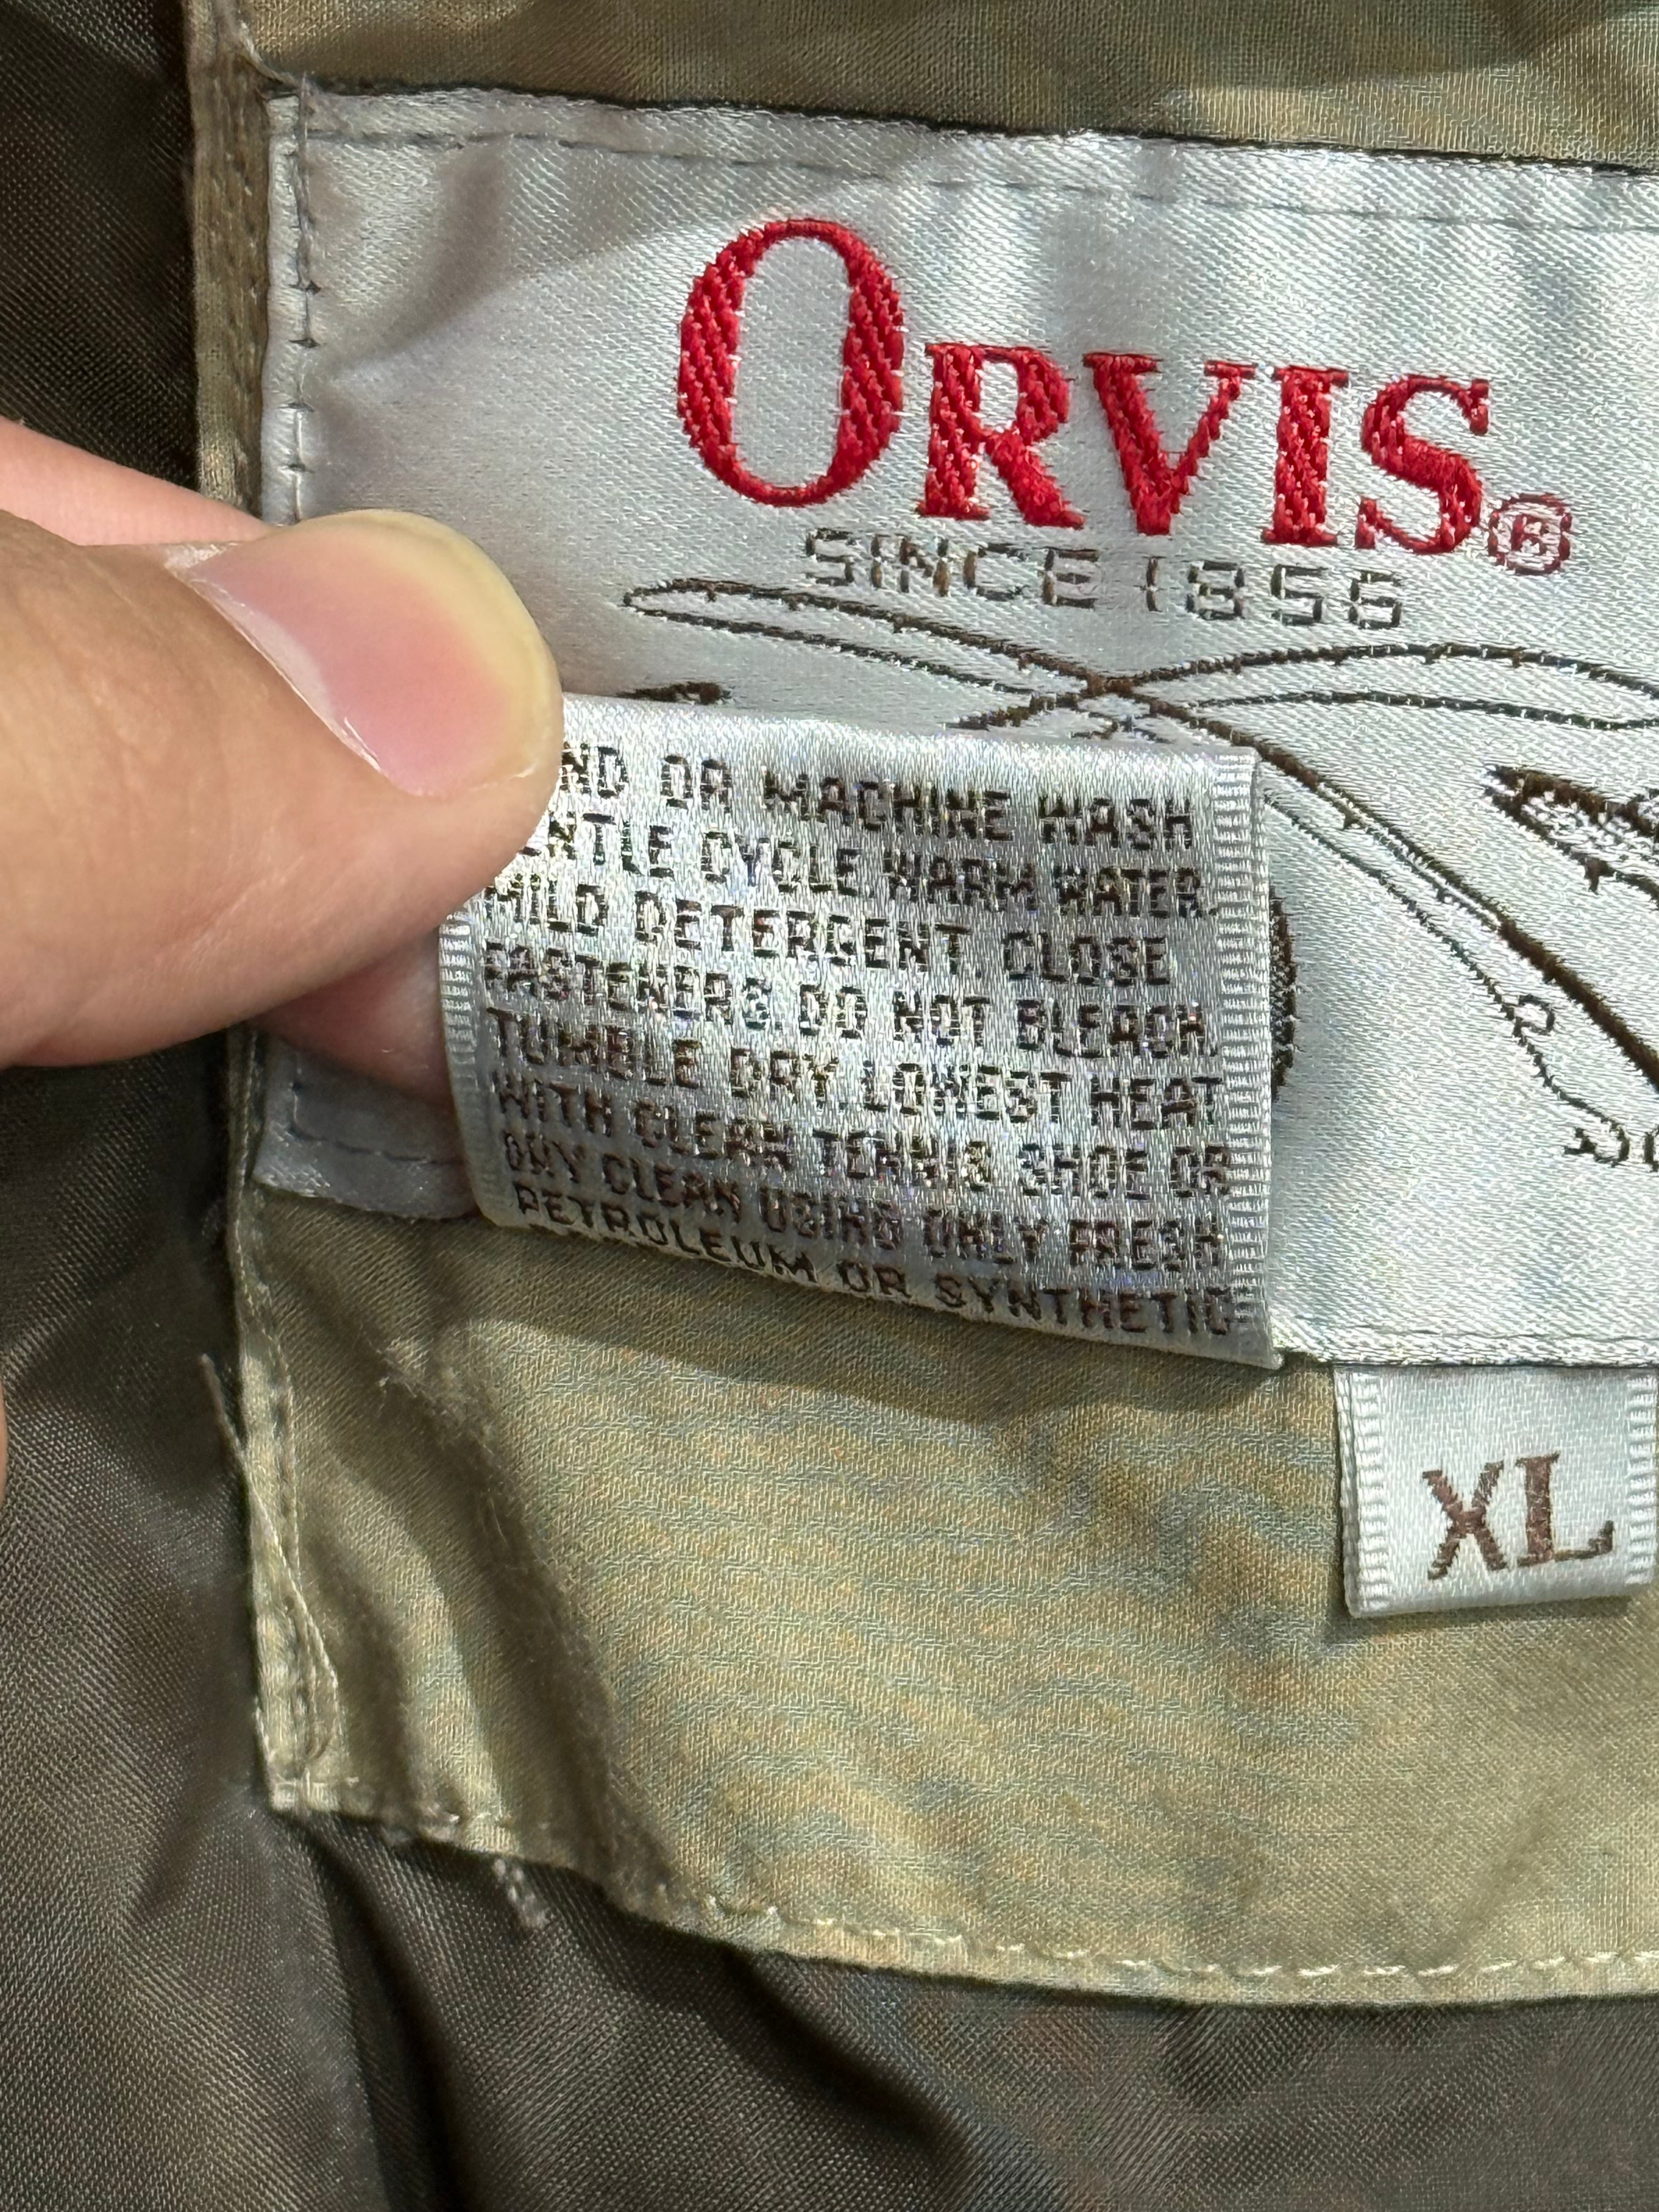 ORVIS®
SINCE 1856
ND OR MACHINE WASH
NTLE CYCLE WARM WATER.
MILD DETERGENT. CLOSE
FASTENERS. DO NOT BLEACH.
TUMBLE DRY. LOWEST HEAT
WITH CLEAN TENNIS SHOE OR
DRY CLEAN USING ONLY FRESH
PETROLEUM OR SYNTHETIC
XL